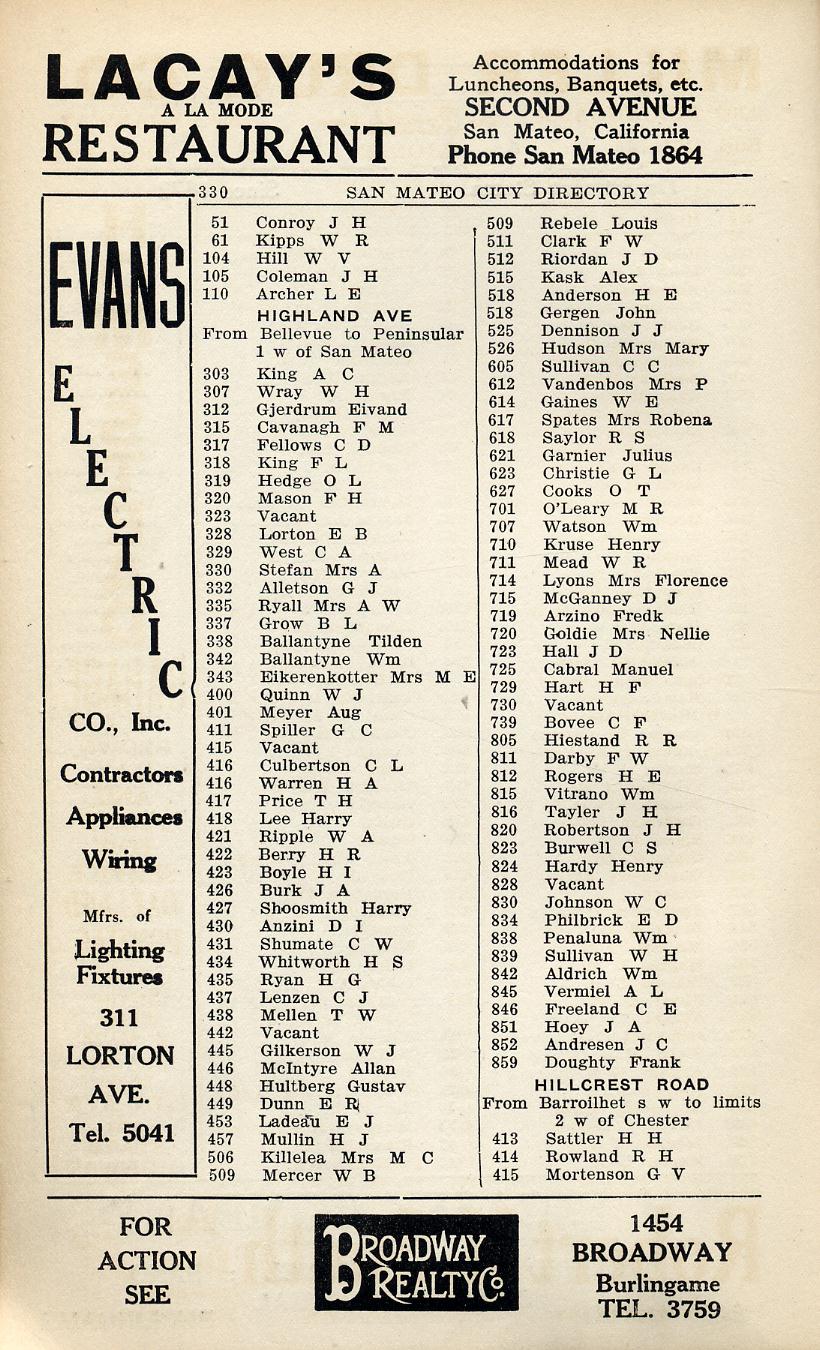 LACAY'S
A LA MODE
RESTAURANT
Accommodations for
Luncheons, Banquets, etc.
SECOND AVENUE
San Mateo, California
Phone San Mateo 1864
330 SAN MATEO CITY DIRECTORY
EVANS
ELECTRIC
CO., Inc.
Contractors
Appliances
Wiring
Mfrs. of
Lighting
Fixtures
311
LORTON
AVE.
Tel. 5041
51 Conroy J H
61 Kipps W R
104 Hill W V
105 Coleman J H
110 Archer L E
HIGHLAND AVE
From Bellevue to Peninsular
1 w of San Mateo
303 King A C
307 Wray W H
312 Gjerdrum Eivand
315 Cavanagh F M
317 Fellows C D
318 King F L
319 Hedge O L
320 Mason F H
323 Vacant
328 Lorton E B
329 West C A
330 Stefan Mrs A
332 Alletson G J
335 Ryall Mrs A W
337 Grow B L
338 Ballantyne Tilden
342 Ballantyne Wm
343 Eikerenkotter Mrs M E
400 Quinn W J
401 Meyer Aug
411 Spiller G C
415 Vacant
416 Culbertson C L
416 Warren H A
417 Price T H
418 Lee Harry
421 Ripple W A
422 Berry H R
423 Boyle H I
426 Burk J A
427 Shoosmith Harry
430 Anzini D I
431 Shumate C W
434 Whitworth H S
435 Ryan H G
437 Lenzen C J
438 Mellen T W
442 Vacant
445 Gilkerson W J
446 McIntyre Allan
448 Hultberg Gustav
449 Dunn E R
453 Ladeau E J
457 Mullin H J
506 Killelea Mrs M C
509 Mercer W B
509 Rebele Louis
511 Clark F W
512 Riordan J D
515 Kask Alex
518 Anderson H E
518 Gergen John
525 Dennison J J
526 Hudson Mrs Mary
605 Sullivan C C
612 Vandenbos Mrs P
614 Gaines W E
617 Spates Mrs Robena
618 Saylor R S
621 Garnier Julius
623 Christie G L
627 Cooks O T
701 O'Leary M R
707 Watson Wm
710 Kruse Henry
711 Mead W R
714 Lyons Mrs Florence
715 McGanney D J
719 Arzino Fredk
720 Goldie Mrs Nellie
723 Hall J D
725 Cabral Manuel
729 Hart H F
730 Vacant
739 Bovee C F
805 Hiestand R R
811 Darby F W
812 Rogers H E
815 Vitrano Wm
816 Tayler J H
820 Robertson J H
823 Burwell C S
824 Hardy Henry
828 Vacant
830 Johnson W C
834 Philbrick E D
838 Penaluna Wm
839 Sullivan W H
842 Aldrich Wm
845 Vermiel A L
846 Freeland C E
851 Hoey J A
852 Andresen J C
859 Doughty Frank
HILLCREST ROAD
From Barroilhet s w to limits
2 w of Chester
413 Sattler H H
414 Rowland R H
415 Mortenson G V
FOR
ACTION
SEE
BROADWAY
REALTY Co.
1454
BROADWAY
Burlingame
TEL. 3759